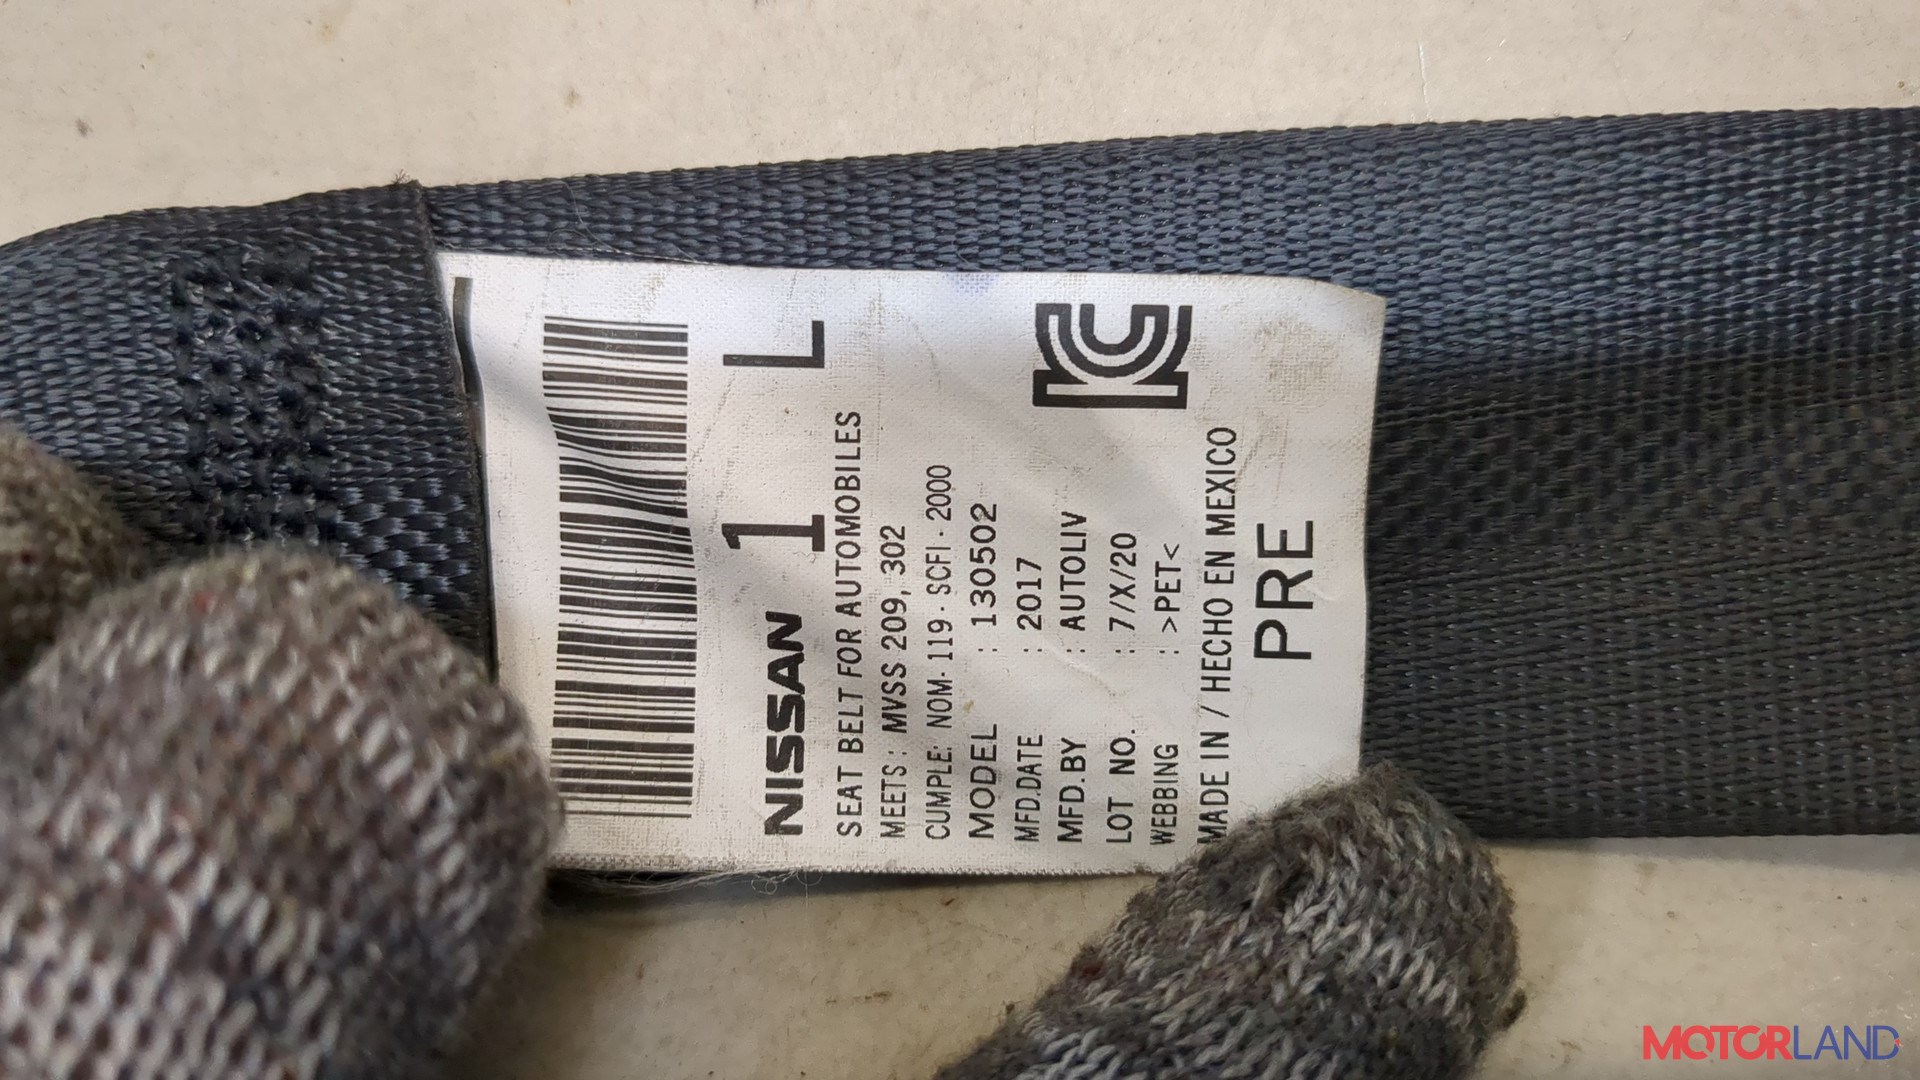 NISSAN 1 L
SEAT BELT FOR AUTOMOBILES
MEETS : MVSS 209, 302
CUMPLE: NOM-119-SCFI-2000
MODEL : 130502
MFD.DATE : 2017
MFD.BY : AUTOLIV
LOT NO. : 7/X/20
WEBBING : >PET<
MADE IN / HECHO EN MEXICO
PRE
MOTORLAND